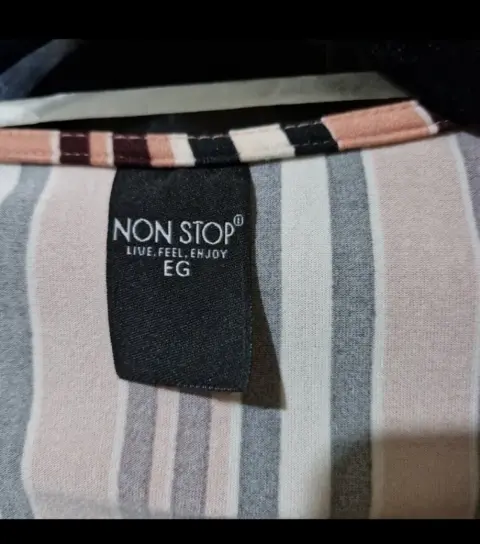 NON STOP®
LIVE, FEEL, ENJOY
EG